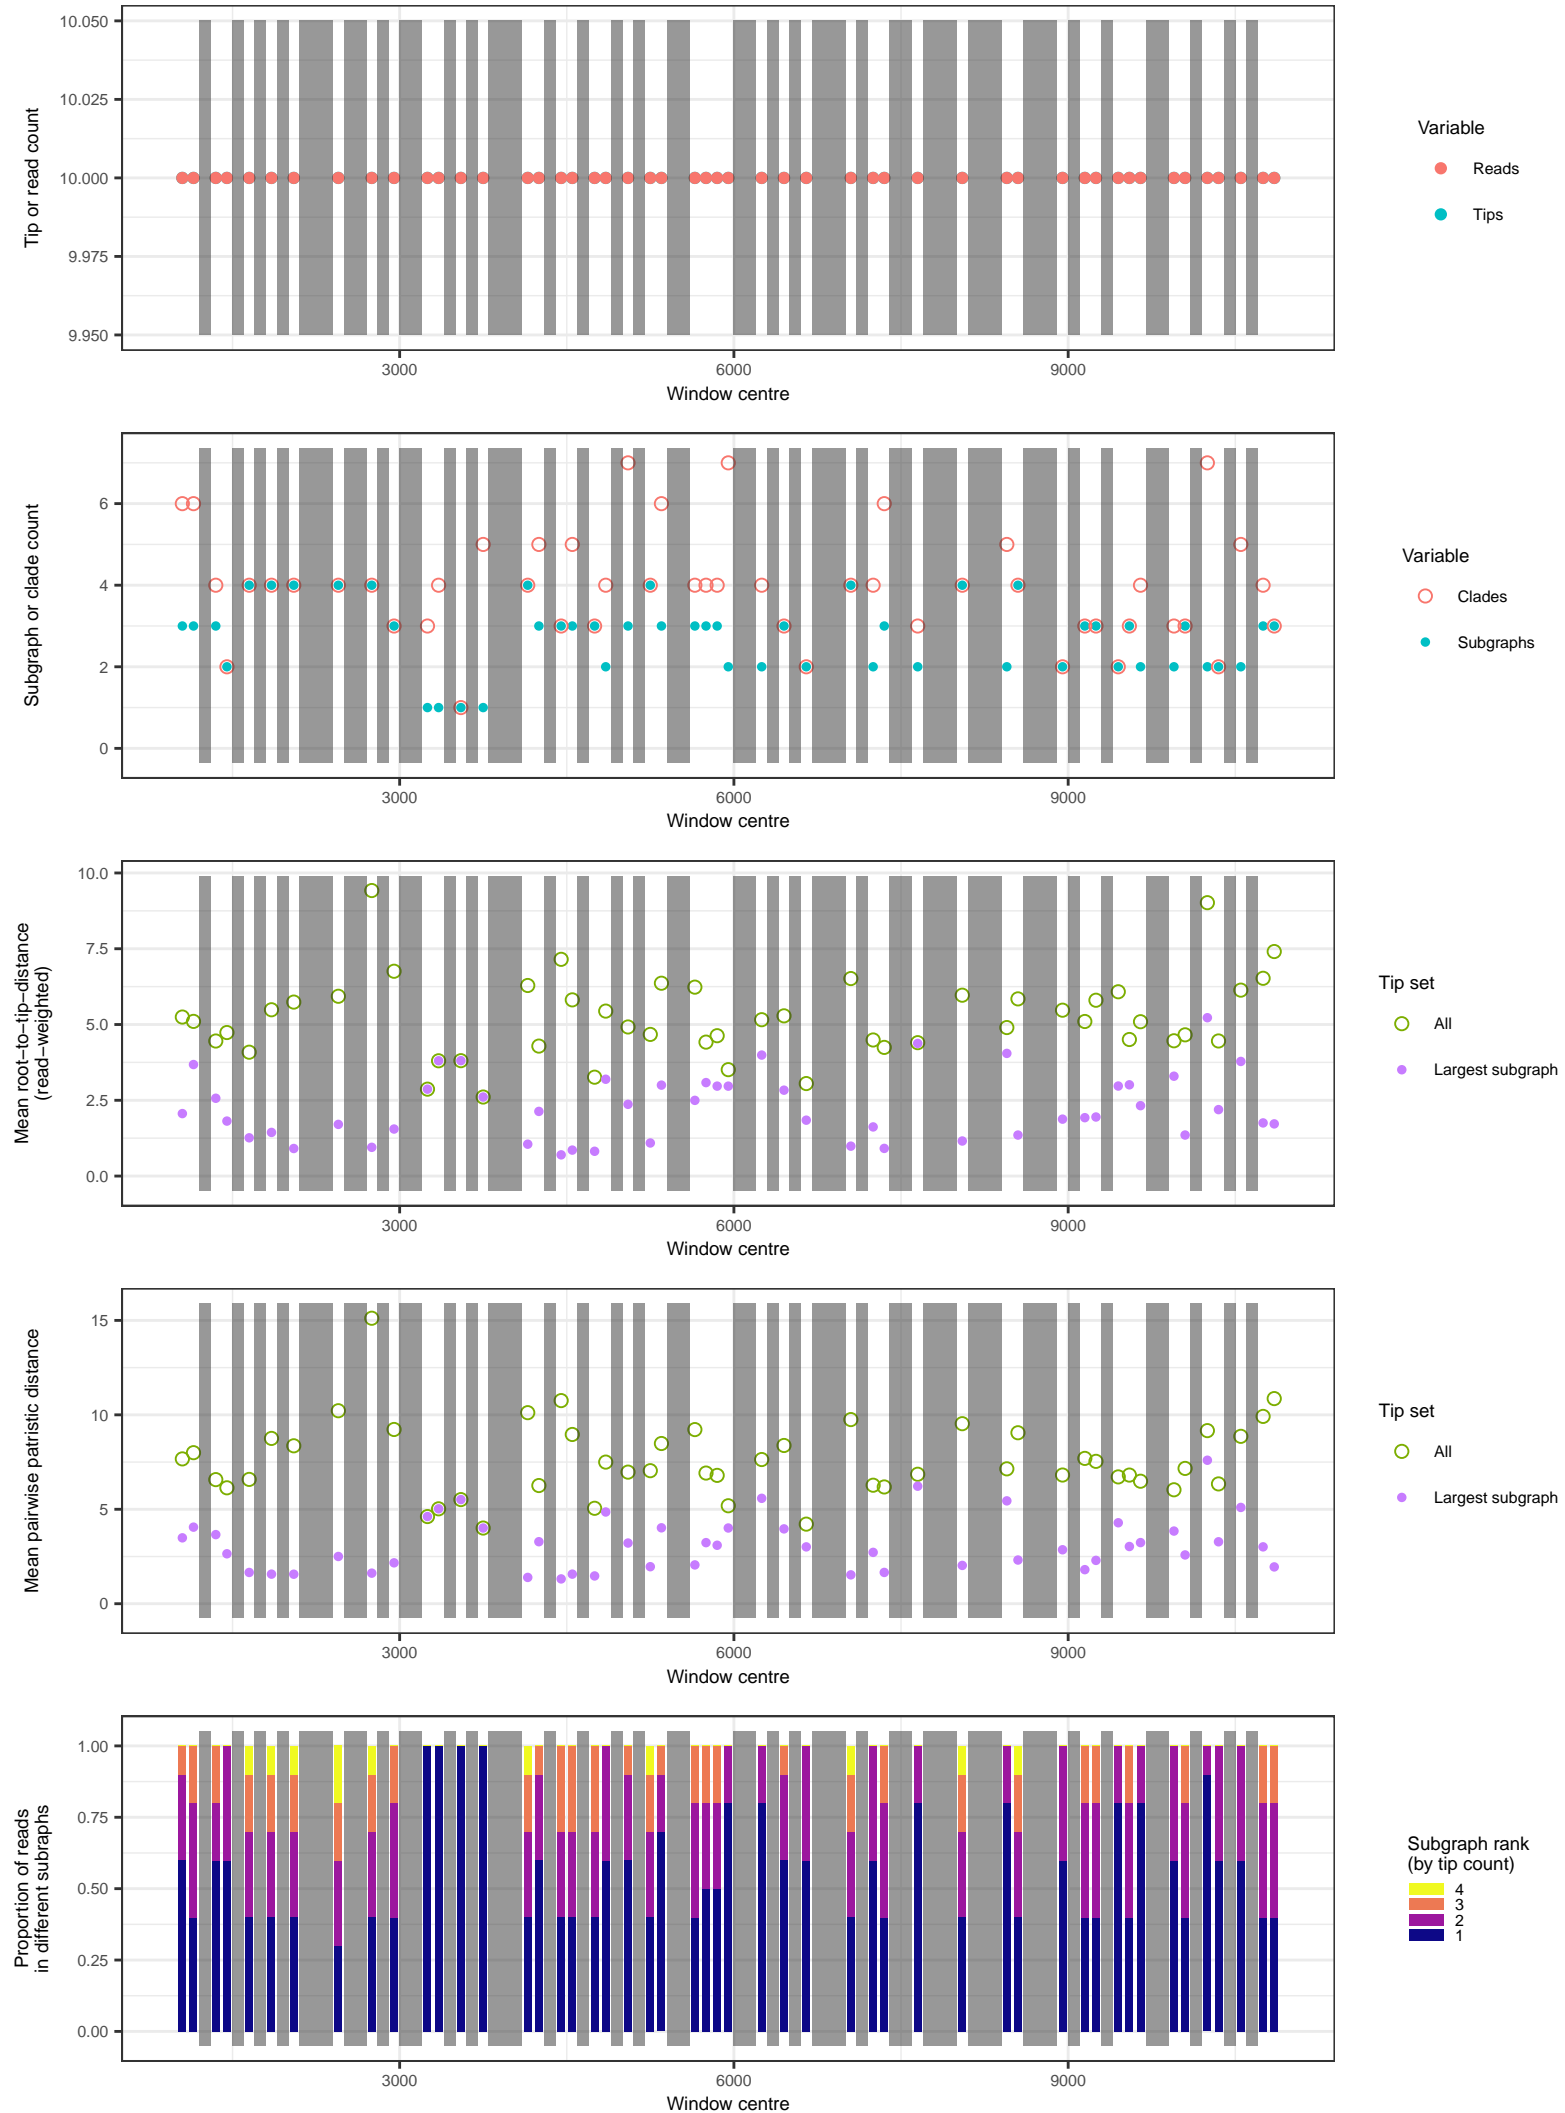 10.050
10.025
10.000
9.975
9.950
Tip or read count
3000
6000
9000
Window centre
Variable
Reads
Tips
6
4
2
0
Subgraph or clade count
3000
6000
9000
Window centre
Variable
Clades
Subgraphs
10.0
7.5
5.0
2.5
0.0
Mean root−to−tip−distance
(read−weighted)
3000
6000
9000
Window centre
Tip set
All
Largest subgraph
15
10
5
0
Mean pairwise patristic distance
3000
6000
9000
Window centre
Tip set
All
Largest subgraph
1.00
0.75
0.50
0.25
0.00
Proportion of reads
in different subraphs
3000
6000
9000
Window centre
Subgraph rank
(by tip count)
4
3
2
1